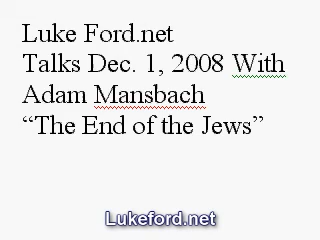 Luke Ford.net
Talks Dec. 1, 2008 With
Adam Mansbach
“The End of the Jews”
Lukeford.net